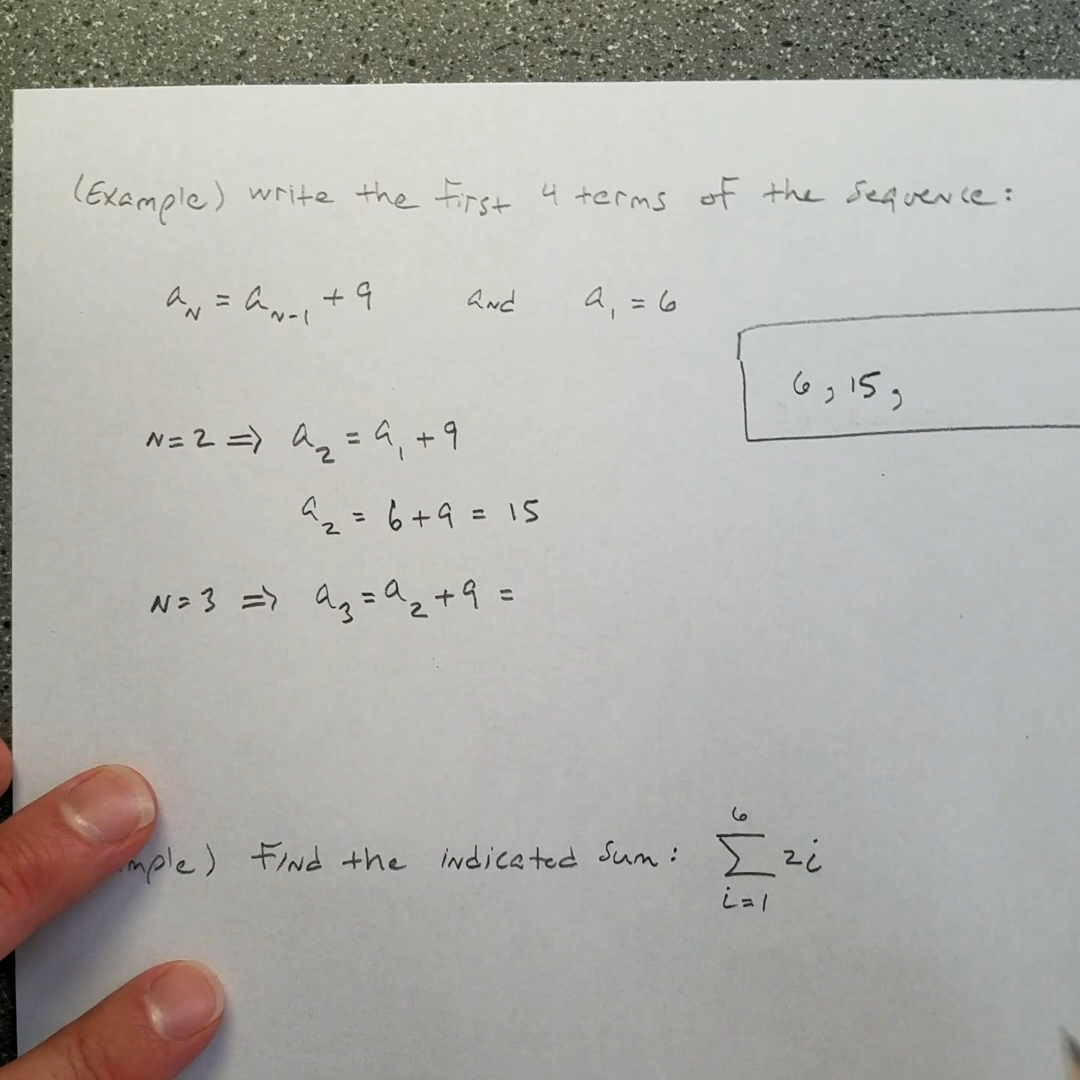 (Example) write the first 4 terms of the sequence:
a_N = a_{N-1} + 9 and a_1 = 6
6, 15,
N=2 => a_2 = a_1 + 9
a_2 = 6+9 = 15
N=3 => a_3 = a_2 + 9 =
mple) Find the indicated sum: \sum_{i=1}^{6} 2i